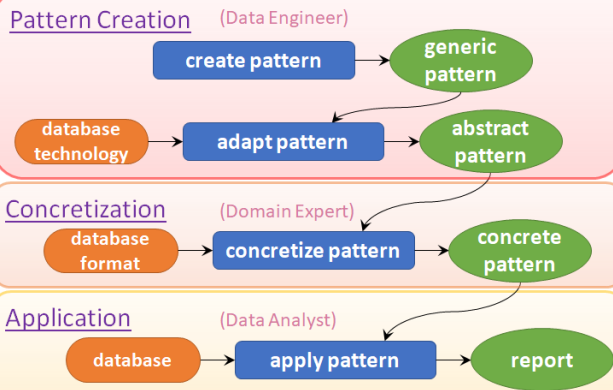 Pattern Creation (Data Engineer)
create pattern
generic
pattern
database
technology
adapt pattern
abstract
pattern
Concretization (Domain Expert)
database
format
concretize pattern
concrete
pattern
Application (Data Analyst)
database
apply pattern
report